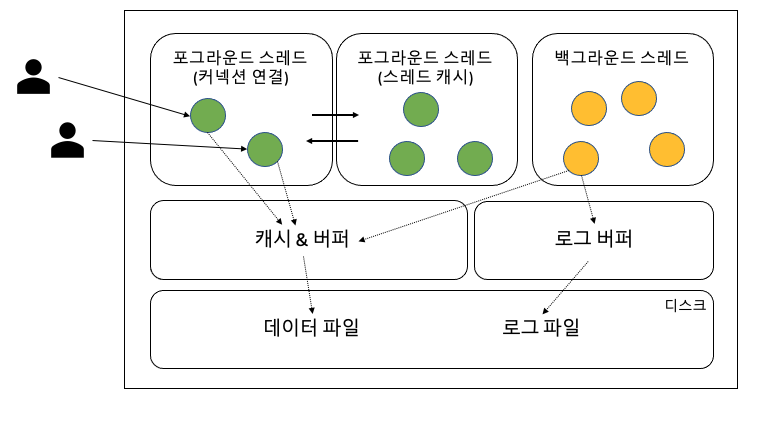 포그라운드 스레드
(커넥션 연결)
포그라운드 스레드
(스레드 캐시)
백그라운드 스레드
캐시 & 버퍼
로그 버퍼
디스크
데이터 파일
로그 파일